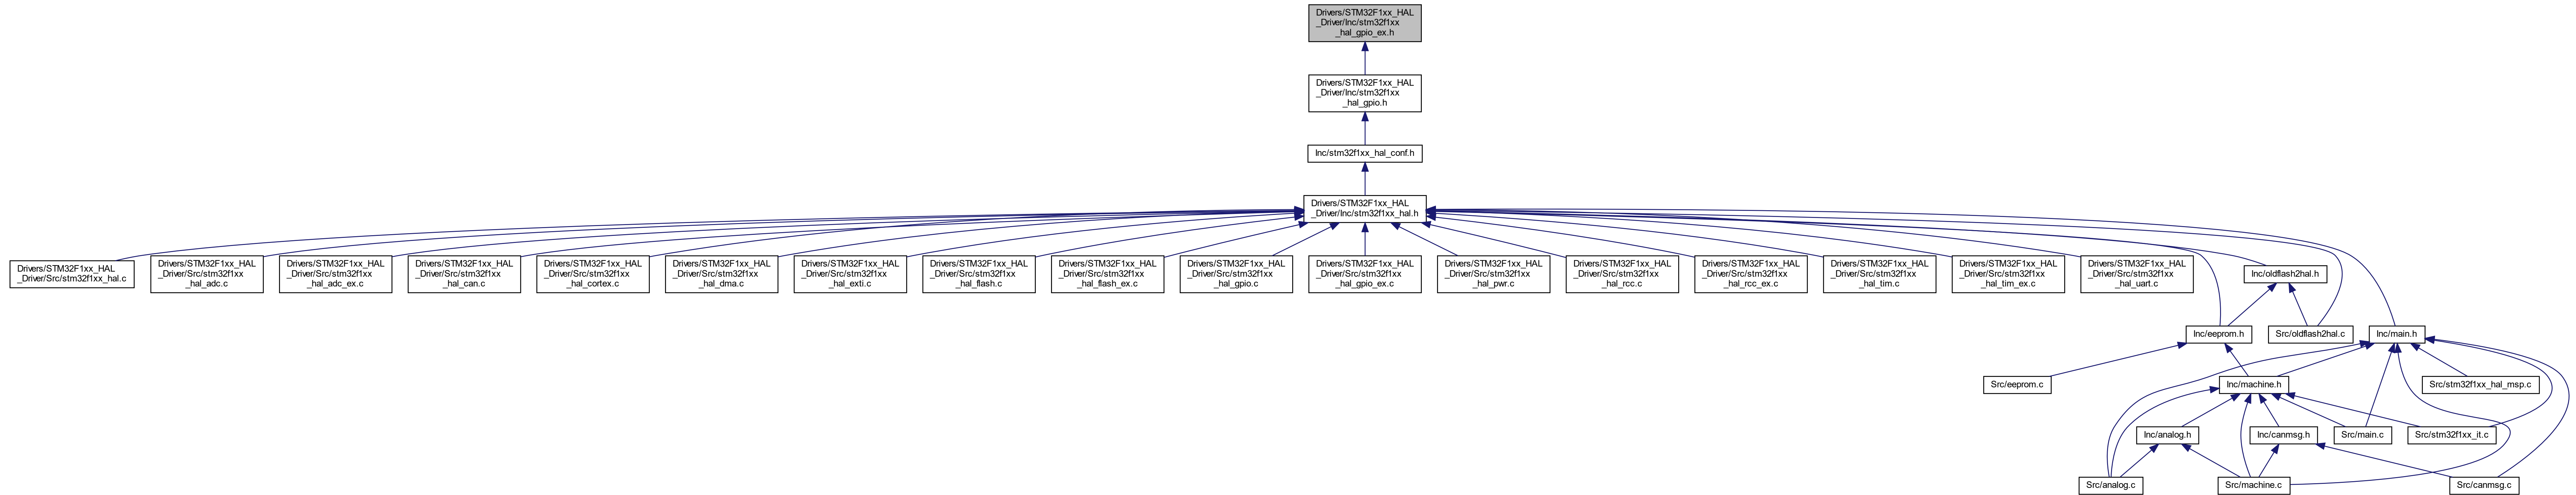 Drivers/STM32F1xx_HAL
_Driver/Inc/stm32f1xx
_hal_gpio_ex.h
Drivers/STM32F1xx_HAL
_Driver/Inc/stm32f1xx
_hal_gpio.h
Inc/stm32f1xx_hal_conf.h
Drivers/STM32F1xx_HAL
_Driver/Inc/stm32f1xx_hal.h
Drivers/STM32F1xx_HAL
_Driver/Src/stm32f1xx_hal.c
Drivers/STM32F1xx_HAL
_Driver/Src/stm32f1xx
_hal_adc.c
Drivers/STM32F1xx_HAL
_Driver/Src/stm32f1xx
_hal_adc_ex.c
Drivers/STM32F1xx_HAL
_Driver/Src/stm32f1xx
_hal_can.c
Drivers/STM32F1xx_HAL
_Driver/Src/stm32f1xx
_hal_cortex.c
Drivers/STM32F1xx_HAL
_Driver/Src/stm32f1xx
_hal_dma.c
Drivers/STM32F1xx_HAL
_Driver/Src/stm32f1xx
_hal_exti.c
Drivers/STM32F1xx_HAL
_Driver/Src/stm32f1xx
_hal_flash.c
Drivers/STM32F1xx_HAL
_Driver/Src/stm32f1xx
_hal_flash_ex.c
Drivers/STM32F1xx_HAL
_Driver/Src/stm32f1xx
_hal_gpio.c
Drivers/STM32F1xx_HAL
_Driver/Src/stm32f1xx
_hal_gpio_ex.c
Drivers/STM32F1xx_HAL
_Driver/Src/stm32f1xx
_hal_pwr.c
Drivers/STM32F1xx_HAL
_Driver/Src/stm32f1xx
_hal_rcc.c
Drivers/STM32F1xx_HAL
_Driver/Src/stm32f1xx
_hal_rcc_ex.c
Drivers/STM32F1xx_HAL
_Driver/Src/stm32f1xx
_hal_tim.c
Drivers/STM32F1xx_HAL
_Driver/Src/stm32f1xx
_hal_tim_ex.c
Drivers/STM32F1xx_HAL
_Driver/Src/stm32f1xx
_hal_uart.c
Inc/oldflash2hal.h
Inc/eeprom.h
Src/oldflash2hal.c
Inc/main.h
Src/eeprom.c
Inc/machine.h
Src/stm32f1xx_hal_msp.c
Inc/analog.h
Inc/canmsg.h
Src/main.c
Src/stm32f1xx_it.c
Src/analog.c
Src/machine.c
Src/canmsg.c